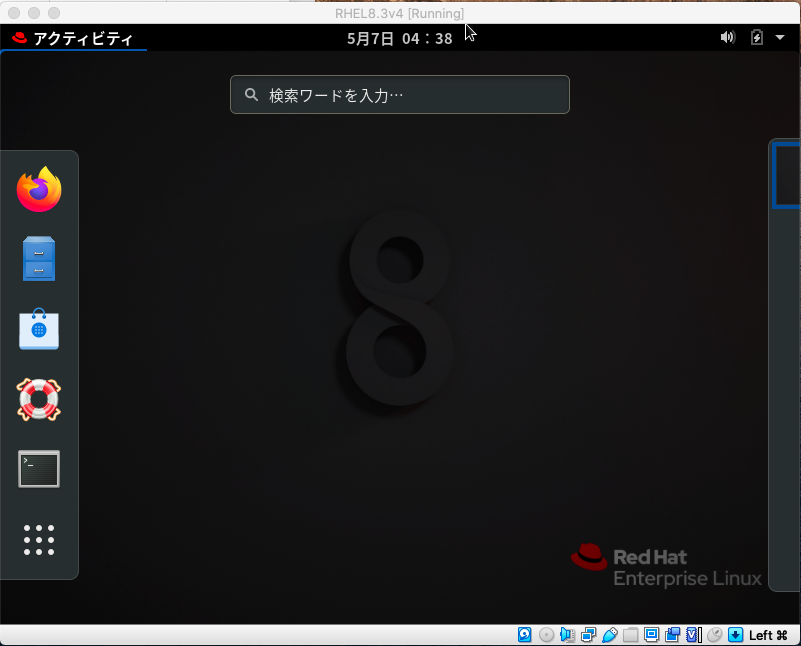 RHEL8.3v4 [Running]
アクティビティ
5月7日 04：38
検索ワードを入力…
8
>_
Red Hat
Enterprise Linux
Left ⌘